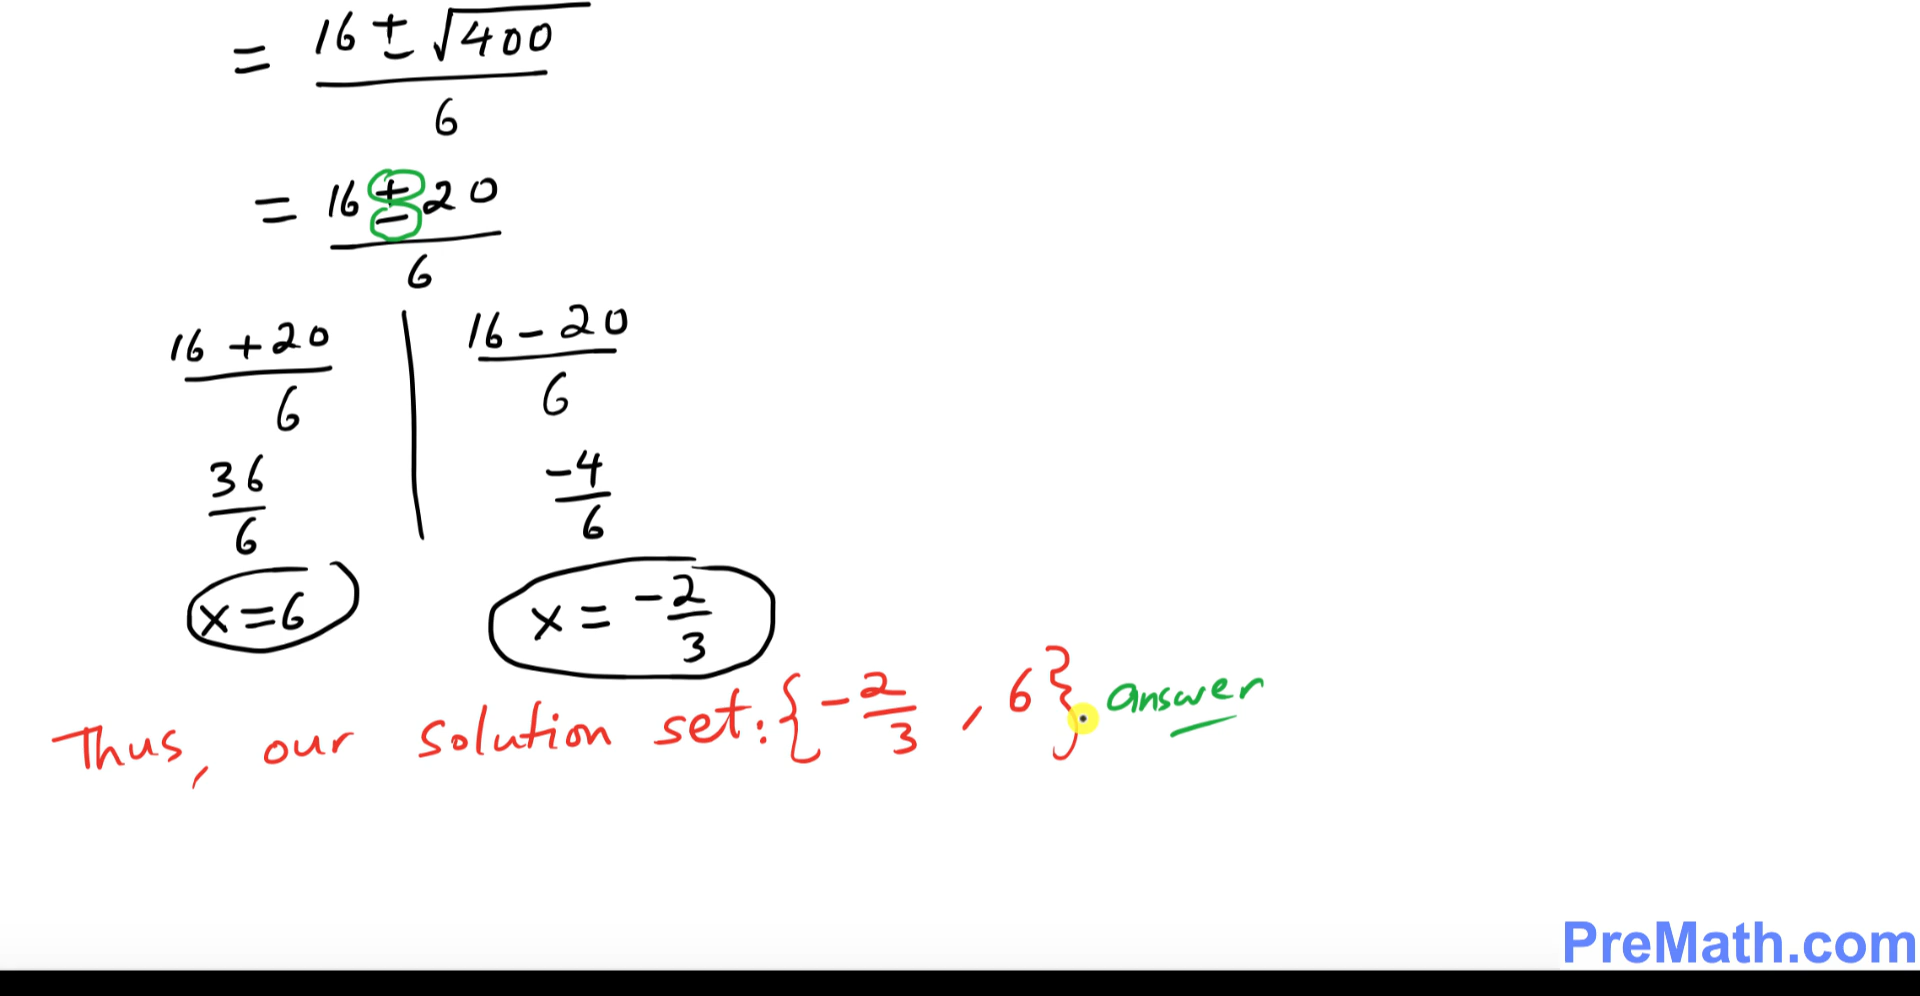 = 16 ± √400
6
= 16 ± 20
6
16 + 20
6
36
6
x = 6
16 - 20
6
-4
6
x = -2
3
Thus, our solution set: {-2/3, 6} answer
PreMath.com